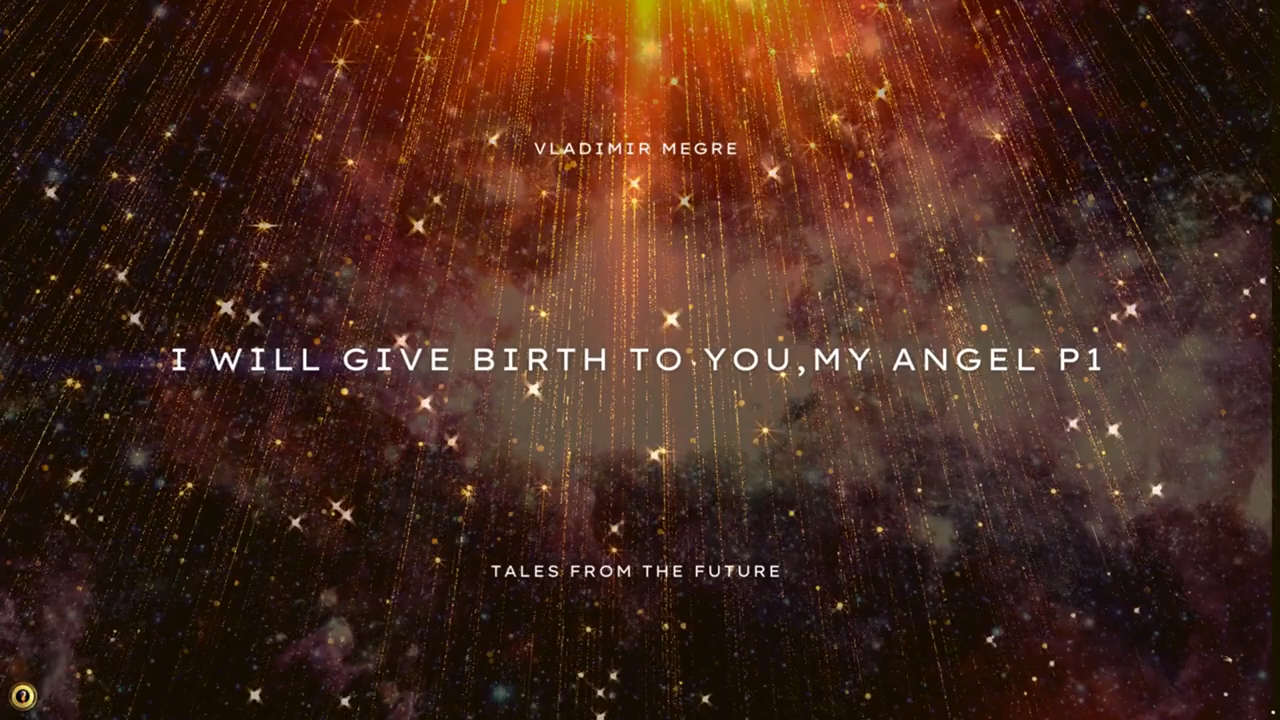 VLADIMIR MEGRE
I WILL GIVE BIRTH TO YOU,MY ANGEL P1
TALES FROM THE FUTURE